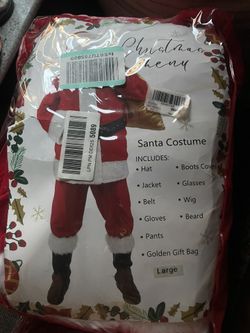 Christmas
Santa Costume
INCLUDES:
• Hat
• Boots Cover
• Jacket
• Glasses
• Belt
• Wig
• Gloves
• Beard
• Pants
• Golden Gift Bag
Large